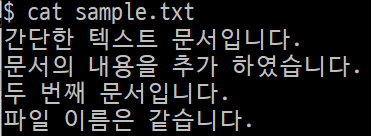 $ cat sample.txt
간단한 텍스트 문서입니다.
문서의 내용을 추가 하였습니다.
두 번째 문서입니다.
파일 이름은 같습니다.